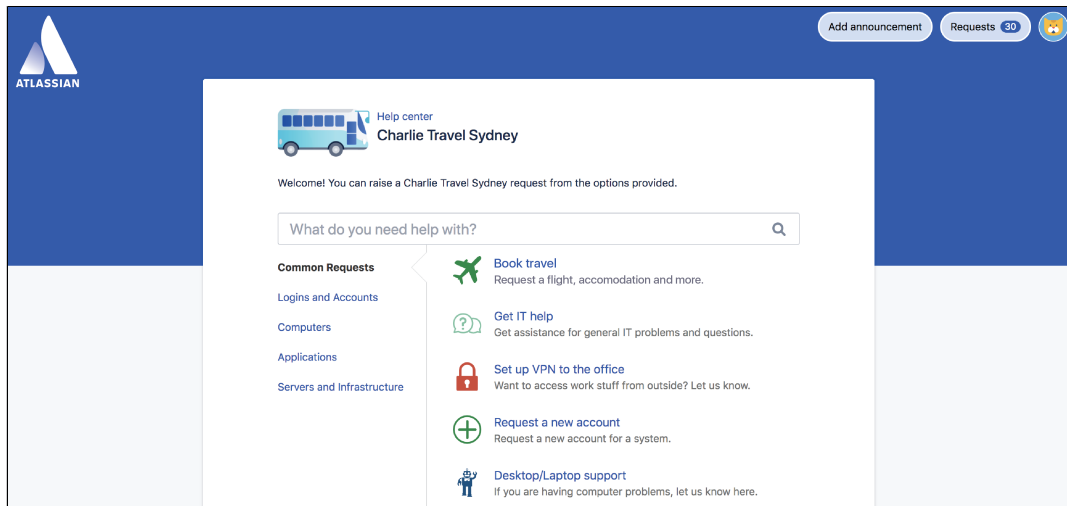 Add announcement
Requests 30
ATLASSIAN
Help center
Charlie Travel Sydney
Welcome! You can raise a Charlie Travel Sydney request from the options provided.
What do you need help with?
Common Requests
Logins and Accounts
Computers
Applications
Servers and Infrastructure
Book travel
Request a flight, accomodation and more.
Get IT help
Get assistance for general IT problems and questions.
Set up VPN to the office
Want to access work stuff from outside? Let us know.
Request a new account
Request a new account for a system.
Desktop/Laptop support
If you are having computer problems, let us know here.